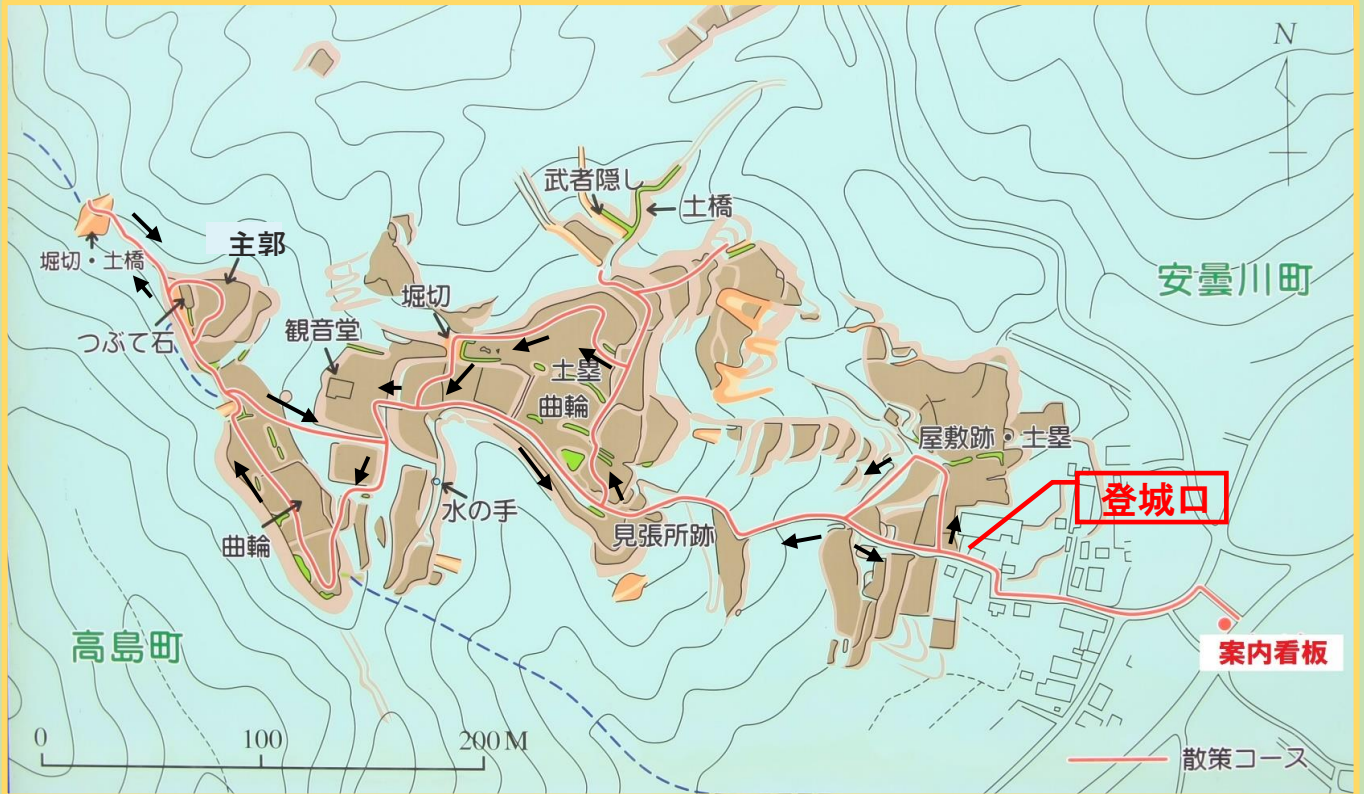 N
武者隠し
土橋
堀切・土橋
主郭
堀切
安曇川町
つぶて石
観音堂
土塁
曲輪
屋敷跡・土塁
登城口
水の手
見張所跡
曲輪
高島町
案内看板
0 100 200M
散策コース